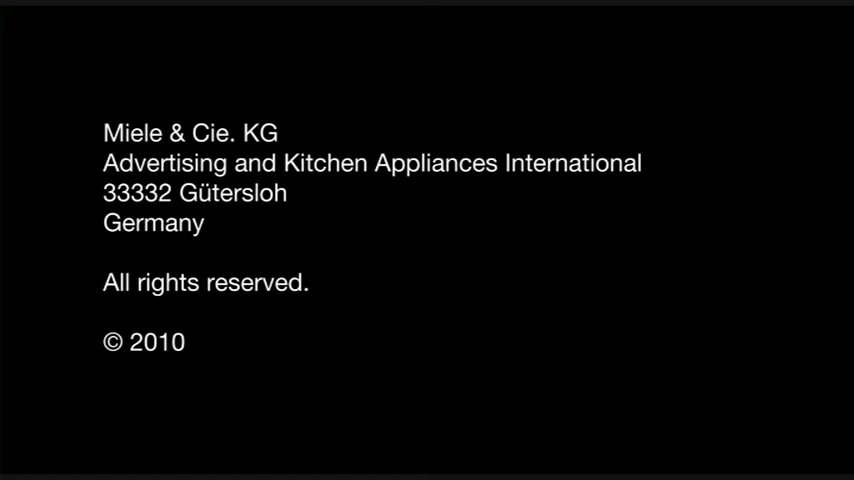 Miele & Cie. KG
Advertising and Kitchen Appliances International
33332 Gütersloh
Germany
All rights reserved.
© 2010